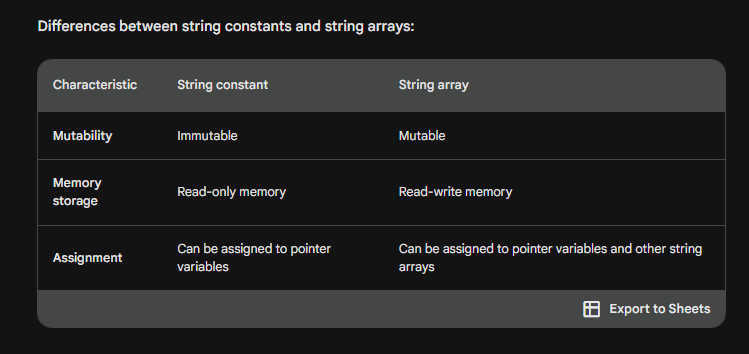 Differences between string constants and string arrays:
Characteristic String constant String array
Mutability Immutable Mutable
Memory
storage
Read-only memory Read-write memory
Assignment
Can be assigned to pointer
variables
Can be assigned to pointer variables and other string
arrays
Export to Sheets